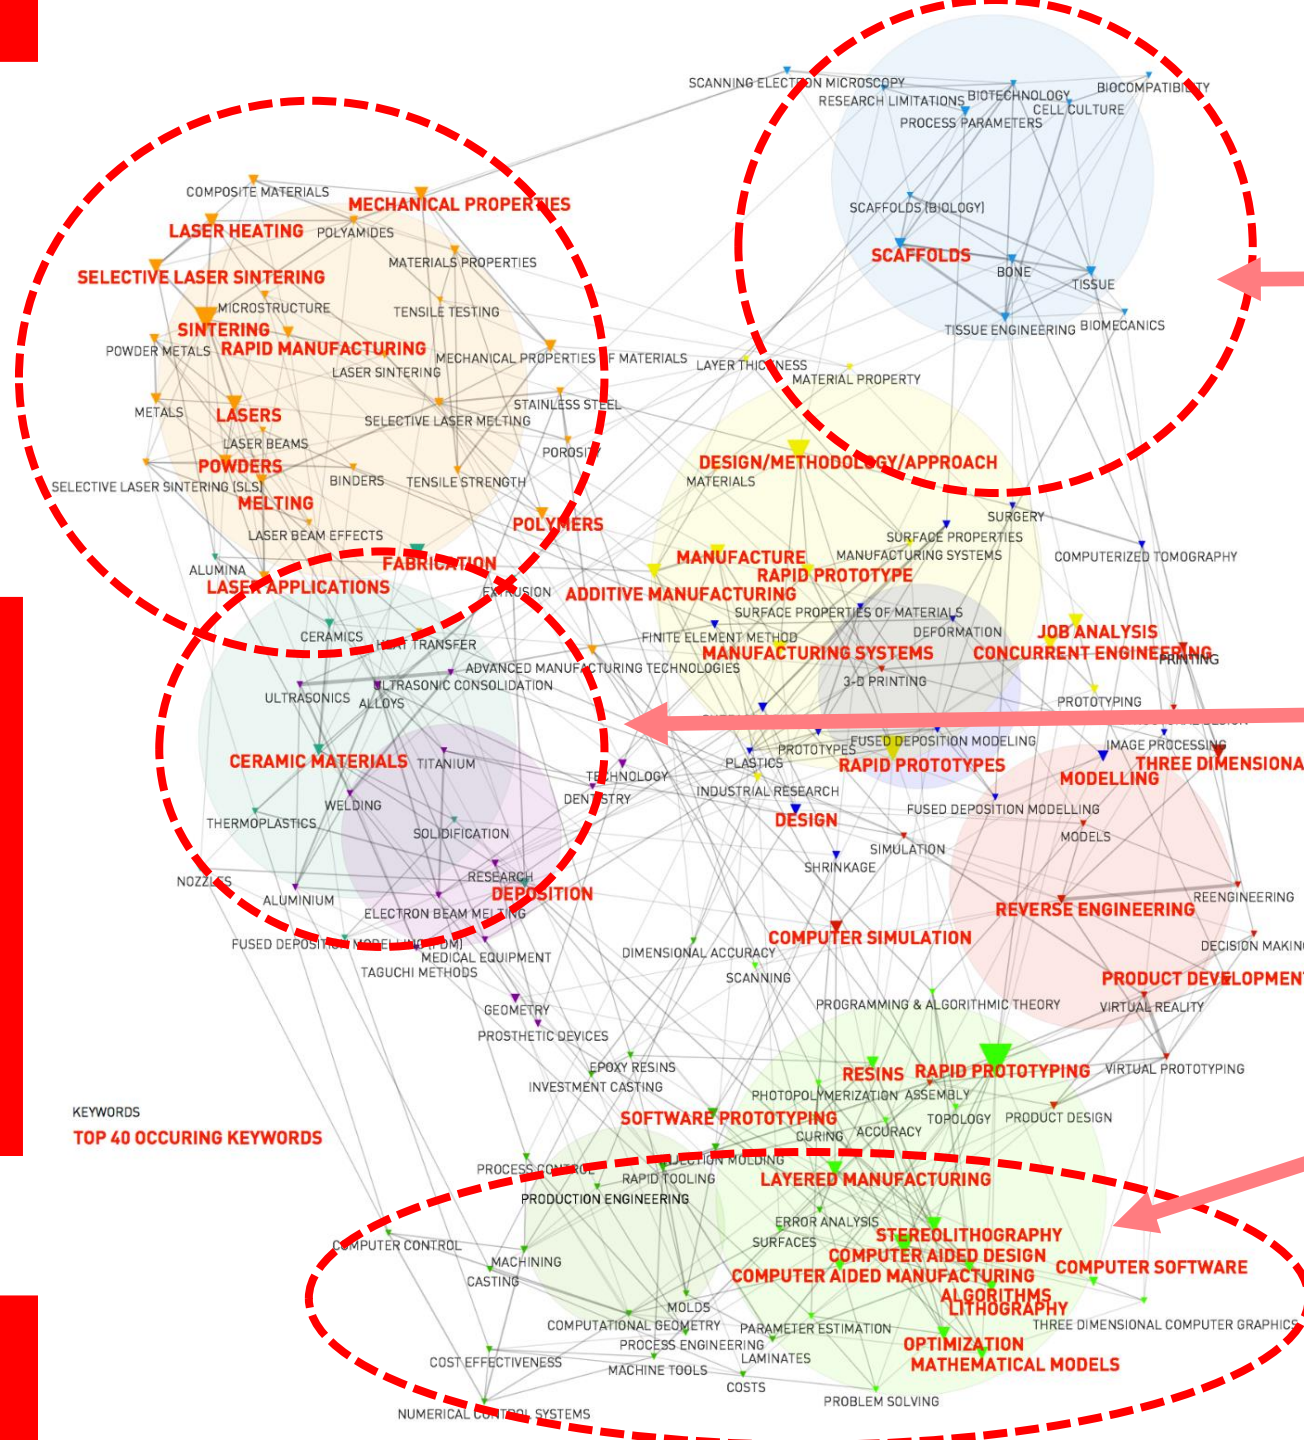 SCANNING ELECTRON MICROSCOPY
BIOCOMPATIBILITY
BIOTECHNOLOGY
RESEARCH LIMITATIONS
CELL CULTURE
PROCESS PARAMETERS
COMPOSITE MATERIALS
MECHANICAL PROPERTIES
SCAFFOLDS (BIOLOGY)
LASER HEATING
POLYAMIDES
SCAFFOLDS
MATERIALS PROPERTIES
BONE
SELECTIVE LASER SINTERING
TISSUE
MICROSTRUCTURE
TENSILE TESTING
SINTERING
TISSUE ENGINEERING
BIOMECANICS
POWDER METALS
RAPID MANUFACTURING
MECHANICAL PROPERTIES OF MATERIALS
LAYER THICKNESS
LASER SINTERING
MATERIAL PROPERTY
METALS
LASERS
STAINLESS STEEL
SELECTIVE LASER MELTING
LASER BEAMS
POROSITY
POWDERS
DESIGN/METHODOLOGY/APPROACH
SELECTIVE LASER SINTERING (SLS)
BINDERS
TENSILE STRENGTH
MATERIALS
MELTING
SURGERY
POLYMERS
LASER BEAM EFFECTS
SURFACE PROPERTIES
MANUFACTURE
MANUFACTURING SYSTEMS
COMPUTERIZED TOMOGRAPHY
ALUMINA
FABRICATION
RAPID PROTOTYPE
LASER APPLICATIONS
EXTRUSION
ADDITIVE MANUFACTURING
SURFACE PROPERTIES OF MATERIALS
CERAMICS
HEAT TRANSFER
FINITE ELEMENT METHOD
DEFORMATION
JOB ANALYSIS
MANUFACTURING SYSTEMS
CONCURRENT ENGINEERING
PRINTING
ADVANCED MANUFACTURING TECHNOLOGIES
3-D PRINTING
ULTRASONICS
ULTRASONIC CONSOLIDATION
ALLOYS
PROTOTYPING
FUSED DEPOSITION MODELING
IMAGE PROCESSING
CERAMIC MATERIALS
TITANIUM
PROTOTYPES
PLASTICS
RAPID PROTOTYPES
THREE DIMENSIONA
TECHNOLOGY
MODELLING
INDUSTRIAL RESEARCH
DENTISTRY
WELDING
FUSED DEPOSITION MODELLING
THERMOPLASTICS
SOLIDIFICATION
DESIGN
MODELS
SIMULATION
SHRINKAGE
NOZZLES
RESEARCH
ALUMINIUM
DEPOSITION
REENGINEERING
ELECTRON BEAM MELTING
REVERSE ENGINEERING
FUSED DEPOSITION MODELLING (FDM)
COMPUTER SIMULATION
DECISION MAKING
MEDICAL EQUIPMENT
DIMENSIONAL ACCURACY
TAGUCHI METHODS
SCANNING
PRODUCT DEVELOPMENT
GEOMETRY
PROGRAMMING & ALGORITHMIC THEORY
VIRTUAL REALITY
PROSTHETIC DEVICES
EPOXY RESINS
RESINS
RAPID PROTOTYPING
VIRTUAL PROTOTYPING
INVESTMENT CASTING
PHOTOPOLYMERIZATION
ASSEMBLY
KEYWORDS
SOFTWARE PROTOTYPING
TOPOLOGY
PRODUCT DESIGN
TOP 40 OCCURING KEYWORDS
CURING
ACCURACY
PROCESS CONTROL
INJECTION MOLDING
RAPID TOOLING
LAYERED MANUFACTURING
PRODUCTION ENGINEERING
ERROR ANALYSIS
STEREOLITHOGRAPHY
SURFACES
COMPUTER CONTROL
COMPUTER AIDED DESIGN
MACHINING
COMPUTER SOFTWARE
CASTING
COMPUTER AIDED MANUFACTURING
ALGORITHMS
MOLDS
LITHOGRAPHY
COMPUTATIONAL GEOMETRY
PARAMETER ESTIMATION
THREE DIMENSIONAL COMPUTER GRAPHICS
PROCESS ENGINEERING
OPTIMIZATION
COST EFFECTIVENESS
LAMINATES
MATHEMATICAL MODELS
MACHINE TOOLS
COSTS
PROBLEM SOLVING
NUMERICAL CONTROL SYSTEMS